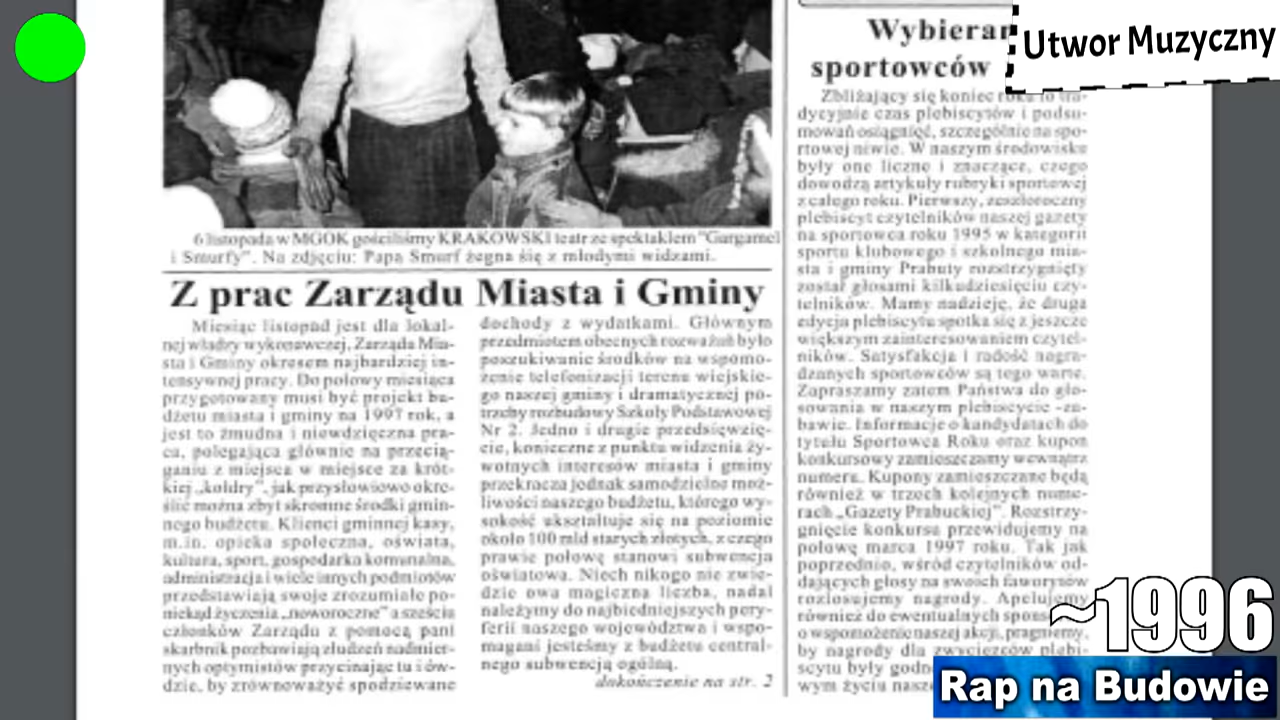 6 listopada w MGOK gościliśmy KRAKOWSKI teatr ze spektaklem "Gargamel
i Smurfy". Na zdjęciu: Papa Smurf żegna się z młodymi widzami.
Z prac Zarządu Miasta i Gminy
Miesiąc listopad jest dla lokal-
nej władzy wykonawczej, Zarządu Mia-
sta i Gminy okresem najbardziej in-
tensywnej pracy. Do połowy miesiąca
przygotowany musi być projekt bu-
dżetu miasta i gminy na 1997 rok, a
jest to żmudna i niewdzięczna pra-
ca, polegająca głównie na przecią-
ganiu z miejsca w miejsce za krót-
kiej „kołdry", jak przysłowiowo okre-
ślić można zbyt skromne środki gmin-
nego budżetu. Klienci gminnej kasy,
m.in. opieka społeczna, oświata,
kultura, sport, gospodarka komunalna,
administracja i wiele innych podmiotów
przedstawiają swoje zrozumiałe po-
niekąd życzenia „noworoczne" a sześciu
członków Zarządu z pomocą pani
skarbnik pozbawiają złudzeń nadmier-
nych optymistów przycinając tu i ów-
dzie, by zrównoważyć spodziewane
dochody z wydatkami. Głównym
przedmiotem obecnych rozważań było
poszukiwanie środków na wspomo-
żenie telefonizacji terenu wiejskie-
go naszej gminy i dramatycznej po-
trzeby rozbudowy Szkoły Podstawowej
Nr 2. Jedno i drugie przedsięwzię-
cie, konieczne z punktu widzenia ży-
wotnych interesów miasta i gminy
przekracza jednak samodzielne moż-
liwości naszego budżetu, którego wy-
sokość ukształtuje się na poziomie
około 100 mld starych złotych, z czego
prawie połowę stanowi subwencja
oświatowa. Niech nikogo nie zwie-
dzie owa magiczna liczba, nadal
należymy do najbiedniejszych pery-
ferii naszego województwa i wspo-
magani jesteśmy z budżetu central-
nego subwencją ogólną.
dokończenie na str. 2
Wybieram
sportowców
Zbliżający się koniec roku to tra-
dycyjnie czas plebiscytów i podsu-
mowań osiągnięć, szczególnie na spo-
rtowej niwie. W naszym środowisku
były one liczne i znaczące, czego
dowodzą artykuły rubryki sportowej
z całego roku. Pierwszy, zeszłoroczny
plebiscyt czytelników naszej gazety
na sportowca roku 1995 w kategorii
sportu klubowego i szkolnego mia-
sta i gminy Prabuty rozstrzygnięty
został głosami kilkudziesięciu czy-
telników. Mamy nadzieję, że druga
edycja plebiscytu spotka się z jeszcze
większym zainteresowaniem czytel-
ników. Satysfakcja i radość nagra-
dzanych sportowców są tego warte.
Zapraszamy zatem Państwa do gło-
sowania w naszym plebiscycie -za-
bawie. Informacje o kandydatach do
tytułu Sportowca Roku oraz kupon
konkursowy zamieszczamy wewnątrz
numeru. Kupony zamieszczane będą
również w trzech kolejnych nume-
rach „Gazety Prabuckiej". Rozstrzy-
gnięcie konkursu przewidujemy na
połowę marca 1997 roku. Tak jak
poprzednio, wśród czytelników od-
dających głosy na swoich faworytów
rozlosujemy nagrody. Apelujemy
również do ewentualnych
o wspomożenie naszej akcji, pragniemy,
by nagrody dla zwycięzców plebi-
scytu były
wym życiu
Utwor Muzyczny
~1996
Rap na Budowie